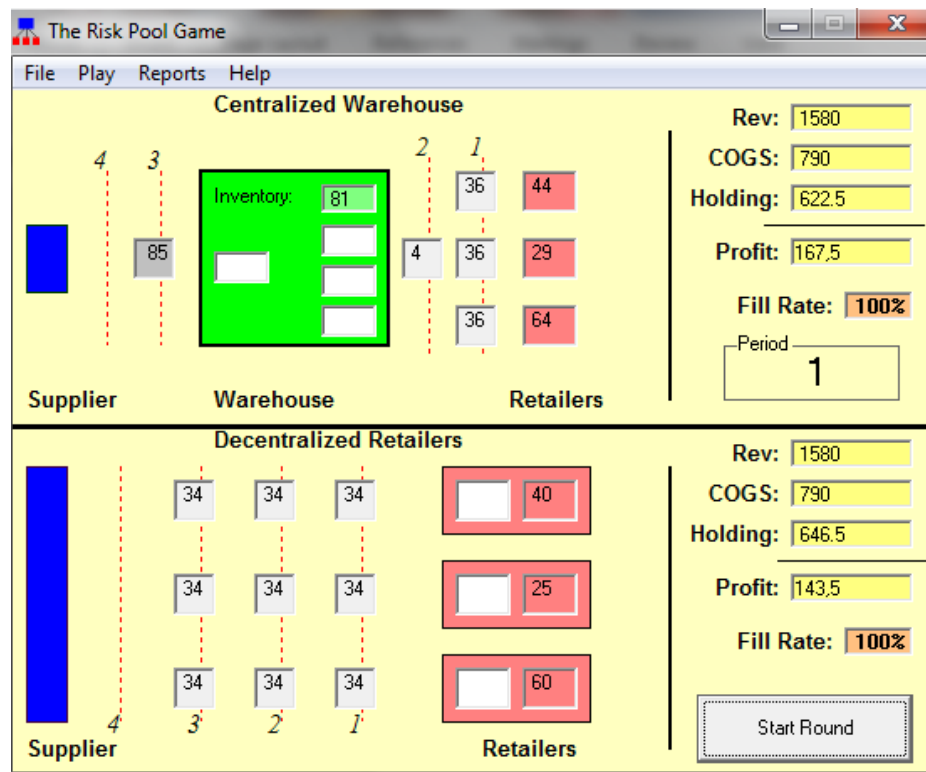 The Risk Pool Game
File Play Reports Help
Centralized Warehouse
4 3 2 1
Inventory: 81
85
4
36 44
36 29
36 64
Supplier Warehouse Retailers
Rev: 1580
COGS: 790
Holding: 622.5
Profit: 167,5
Fill Rate: 100%
Period
1
Decentralized Retailers
34 34 34 40
34 34 34 25
34 34 34 60
4 3 2 1
Supplier Retailers
Rev: 1580
COGS: 790
Holding: 646.5
Profit: 143,5
Fill Rate: 100%
Start Round